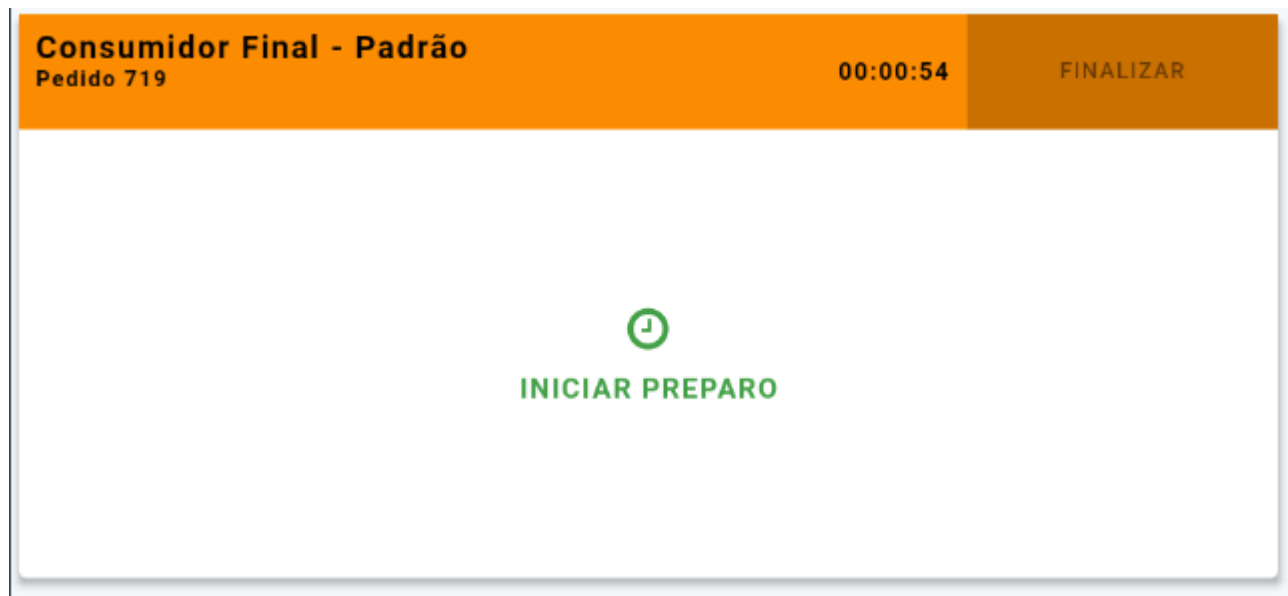 Consumidor Final - Padrão
Pedido 719
00:00:54
FINALIZAR
INICIAR PREPARO